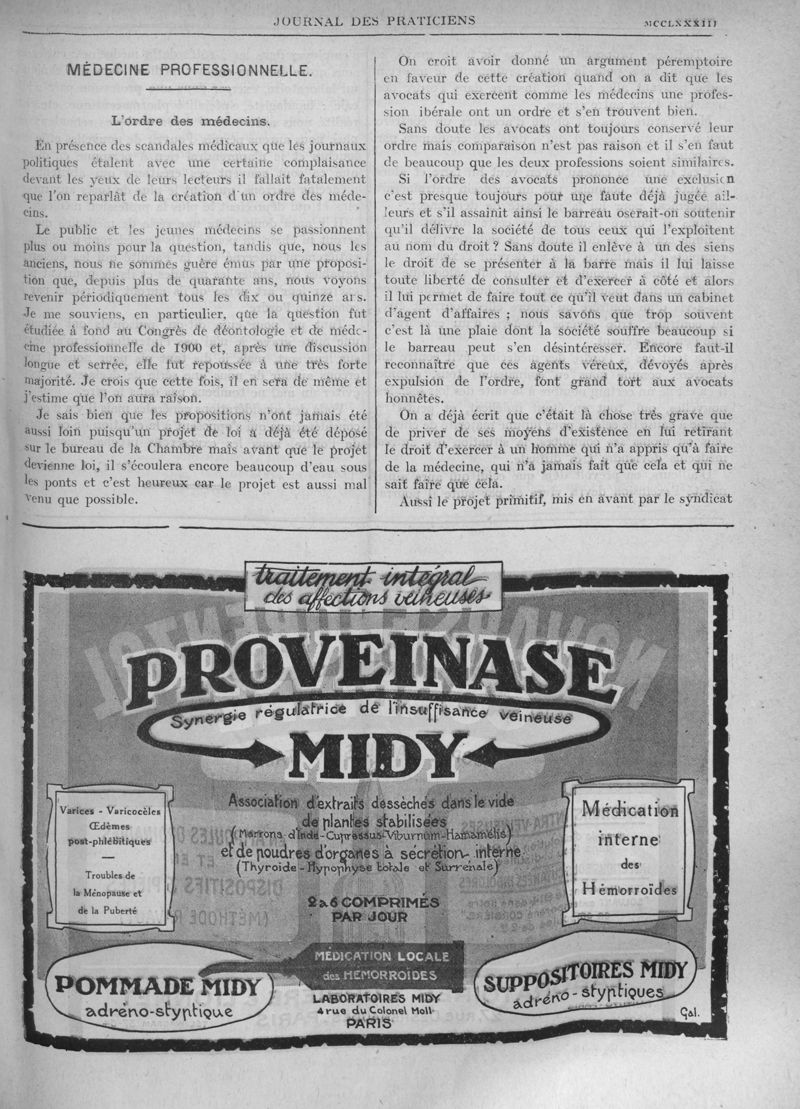 JOURNAL DES PRATICIENS
MCCLXXXIII
MÉDECINE PROFESSIONNELLE.
L'ordre des médecins.
En présence des scandales médicaux que les journaux
politiques étalent avec une certaine complaisance
devant les yeux de leurs lecteurs il fallait fatalement
que l'on reparlât de la création d'un ordre des méde-
cins.
Le public et les jeunes médecins se passionnent
plus ou moins pour la question, tandis que, nous les
anciens, nous ne sommes guère émus par une proposi-
tion que, depuis plus de quarante ans, nous voyons
revenir périodiquement tous les dix ou quinze ans.
Je me souviens, en particulier, que la question fut
étudiée à fond au Congrès de déontologie et de méde-
cine professionnelle de 1900 et, après une discussion
longue et serrée, elle fut repoussée à une très forte
majorité. Je crois que cette fois, il en sera de même et
j'estime que l'on aura raison.
Je sais bien que les propositions n'ont jamais été
aussi loin puisqu'un projet de loi a déjà été déposé
sur le bureau de la Chambre mais avant que le projet
devienne loi, il s'écoulera encore beaucoup d'eau sous
les ponts et c'est heureux car le projet est aussi mal
venu que possible.
On croit avoir donné un argument péremptoire
en faveur de cette création quand on a dit que les
avocats qui exercent comme les médecins une profes-
sion ibérale ont un ordre et s'en trouvent bien.
Sans doute les avocats ont toujours conservé leur
ordre mais comparaison n'est pas raison et il s'en faut
de beaucoup que les deux professions soient similaires.
Si l'ordre des avocats prononce une exclusion
c'est presque toujours pour une faute déjà jugée ail-
leurs et s'il assainit ainsi le barreau oserait-on soutenir
qu'il délivre la société de tous ceux qui l'exploitent
au nom du droit ? Sans doute il enlève à un des siens
le droit de se présenter à la barre mais il lui laisse
toute liberté de consulter et d'exercer à côté et alors
il lui permet de faire tout ce qu'il veut dans un cabinet
d'agent d'affaires ; nous savons que trop souvent
c'est là une plaie dont la société souffre beaucoup si
le barreau peut s'en désintéresser. Encore faut-il
reconnaître que ces agents véreux, dévoyés après
expulsion de l'ordre, font grand tort aux avocats
honnêtes.
On a déjà écrit que c'était là chose très grave que
de priver de ses moyens d'existence en lui retirant
le droit d'exercer à un homme qui n'a appris qu'à faire
de la médecine, qui n'a jamais fait que cela et qui ne
sait faire que cela.
Aussi le projet primitif, mis en avant par le syndicat
traitement intégral
des affections veineuses
PROVEINASE
Synergie régulatrice de l'insuffisance veineuse
MIDY
Varices - Varicocèles
Œdèmes
post-phlébitiques
Troubles de
la Ménopause et
de la Puberté
Association d'extraits desséchés dans le vide
de plantes stabilisées
(Marrons d'Inde-Cupressus-Viburnum-Hamamelis)
et de poudres d'organes à sécrétion interne
(Thyroïde-Hypophyse totale et Surrénale)
2 à 6 COMPRIMÉS
PAR JOUR
Médication
interne
des
Hémorroïdes
MÉDICATION LOCALE
des HÉMORROÏDES
POMMADE MIDY
adréno-styptique
LABORATOIRES MIDY
4 rue du Colonel Moll
PARIS
SUPPOSITOIRES MIDY
adréno-styptiques
Gal.